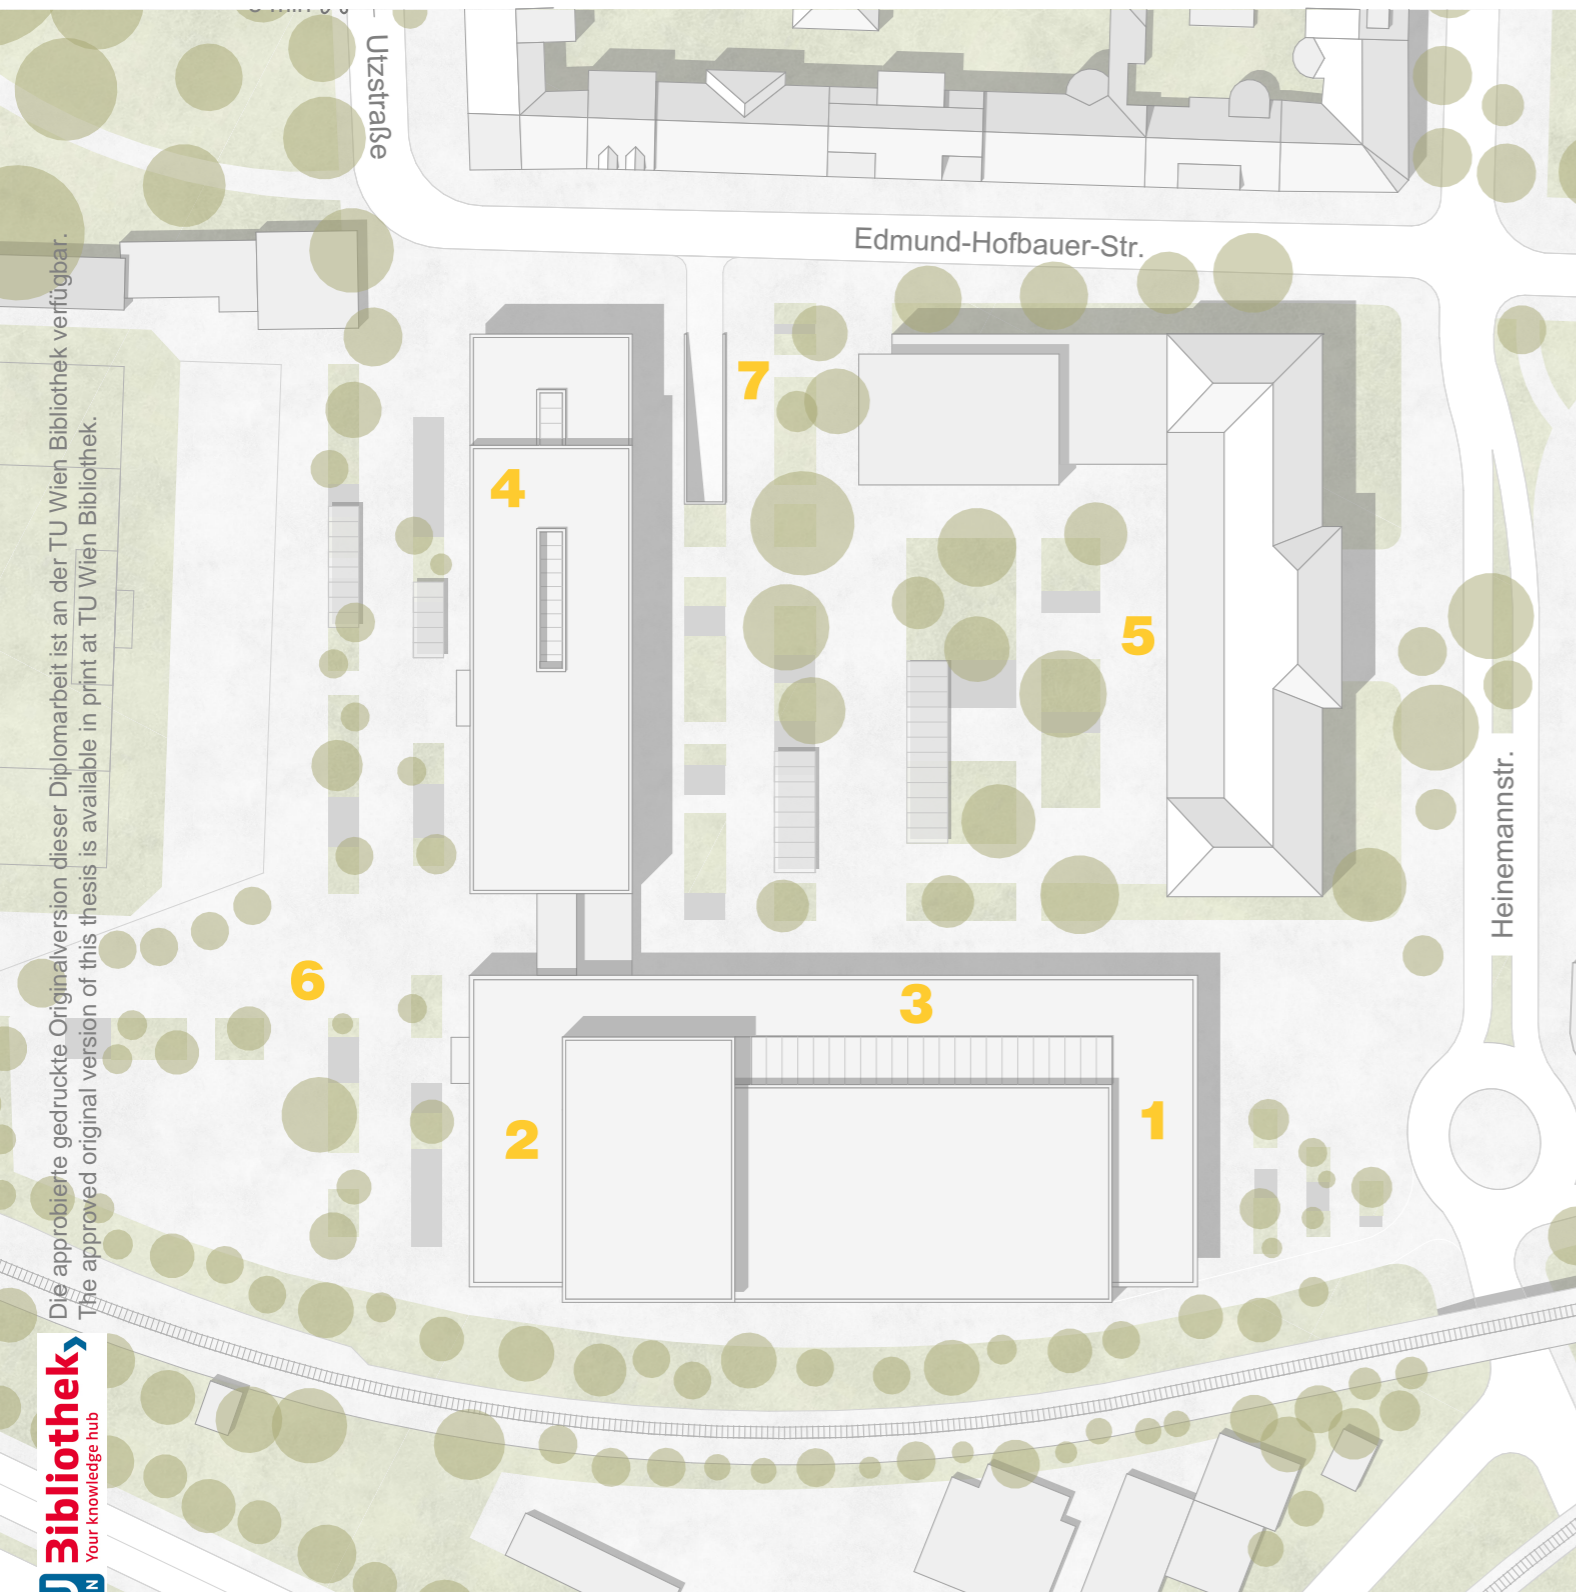 Utzstraße
Edmund-Hofbauer-Str.
7
4
5
Heinemannstr.
6
3
2
1
Die approbierte gedruckte Originalversion dieser Diplomarbeit ist an der TU Wien Bibliothek verfügbar.
The approved original version of this thesis is available in print at TU Wien Bibliothek.
Bibliothek
Your knowledge hub